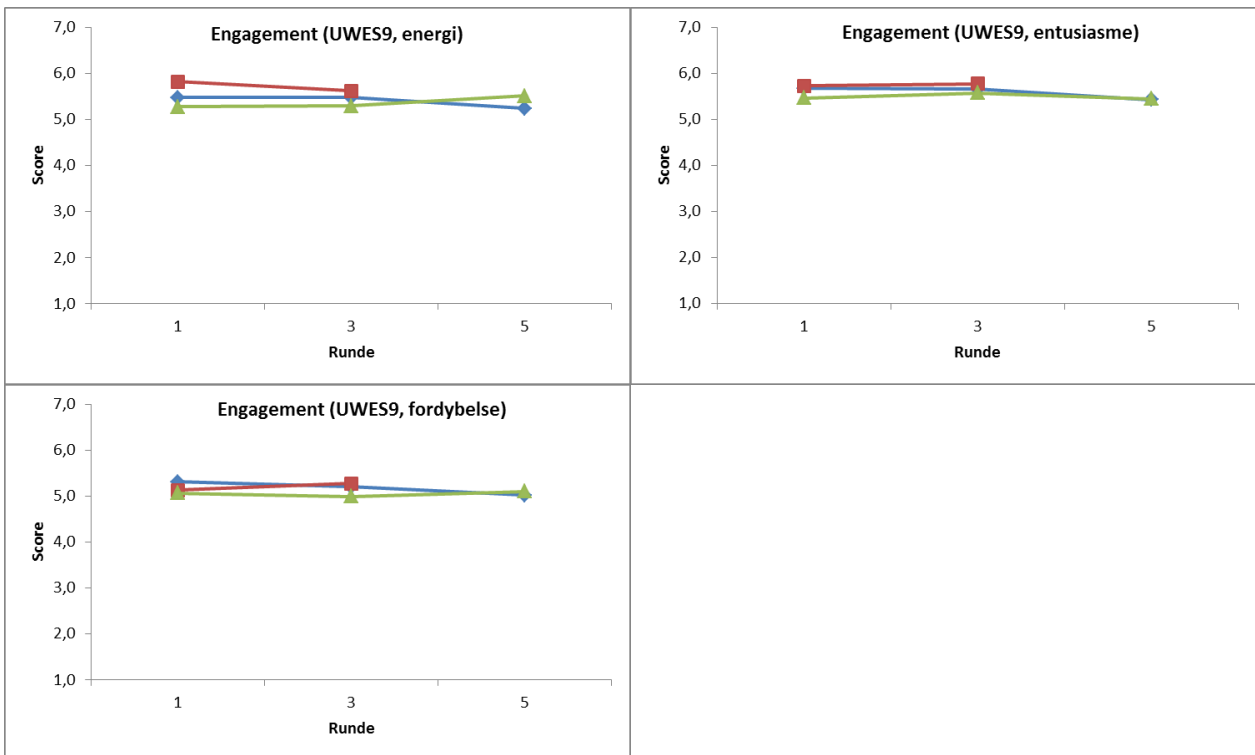 Engagement (UWES9, energi)
7,0
6,0
5,0
4,0
3,0
2,0
1,0
Score
1 3 5
Runde
Engagement (UWES9, entusiasme)
7,0
6,0
5,0
4,0
3,0
2,0
1,0
Score
1 3 5
Runde
Engagement (UWES9, fordybelse)
7,0
6,0
5,0
4,0
3,0
2,0
1,0
Score
1 3 5
Runde